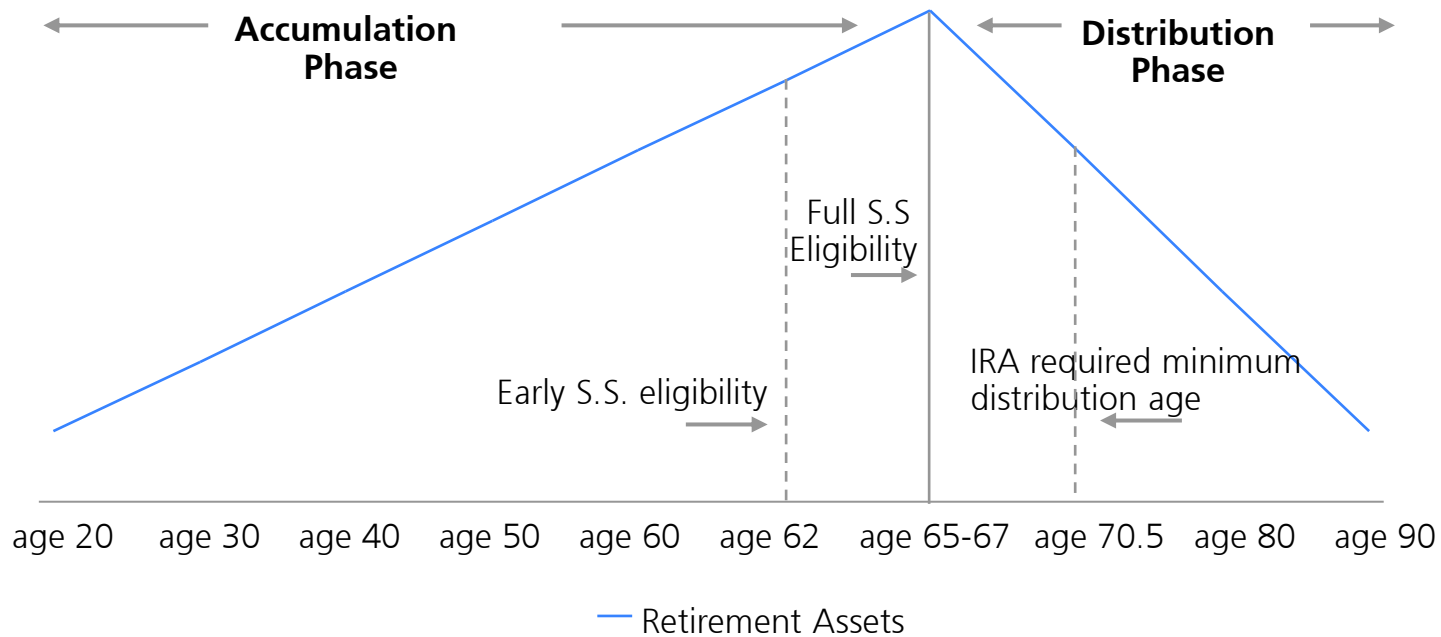 Accumulation
Phase
Distribution
Phase
Full S.S
Eligibility
Early S.S. eligibility
IRA required minimum
distribution age
age 20 age 30 age 40 age 50 age 60 age 62 age 65-67 age 70.5 age 80 age 90
Retirement Assets